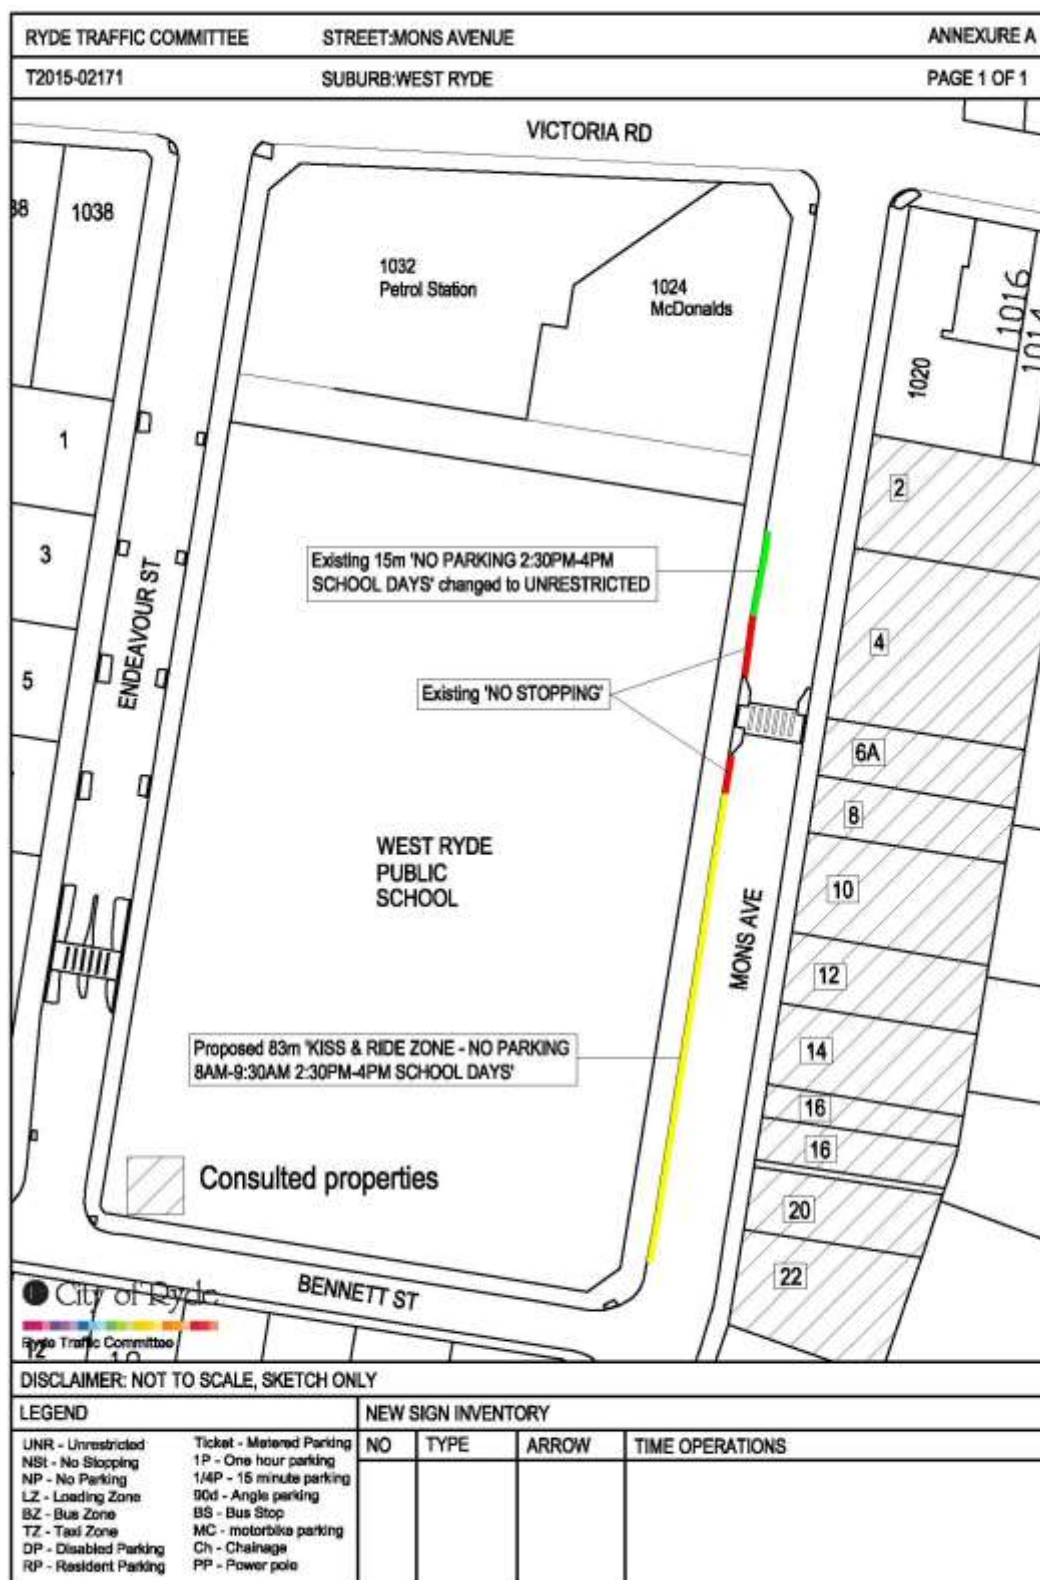 RYDE TRAFFIC COMMITTEE STREET:MONS AVENUE ANNEXURE A
T2015-02171 SUBURB:WEST RYDE PAGE 1 OF 1
VICTORIA RD
38
1038
1032
Petrol Station
1024
McDonalds
1016
1014
1020
1
2
3
Existing 15m 'NO PARKING 2:30PM-4PM
SCHOOL DAYS' changed to UNRESTRICTED
ENDEAVOUR ST
4
5
Existing 'NO STOPPING'
6A
8
WEST RYDE
PUBLIC
SCHOOL
10
MONS AVE
12
Proposed 83m 'KISS & RIDE ZONE - NO PARKING
8AM-9:30AM 2:30PM-4PM SCHOOL DAYS'
14
16
16
Consulted properties
20
22
BENNETT ST
City of Ryde
Ryde Traffic Committee
12
DISCLAIMER: NOT TO SCALE, SKETCH ONLY
LEGEND
UNR - Unrestricted
NSt - No Stopping
NP - No Parking
LZ - Loading Zone
BZ - Bus Zone
TZ - Taxi Zone
DP - Disabled Parking
RP - Resident Parking
Ticket - Metered Parking
1P - One hour parking
1/4P - 15 minute parking
90d - Angle parking
BS - Bus Stop
MC - motorbike parking
Ch - Chainage
PP - Power pole
NEW SIGN INVENTORY
NO TYPE ARROW TIME OPERATIONS